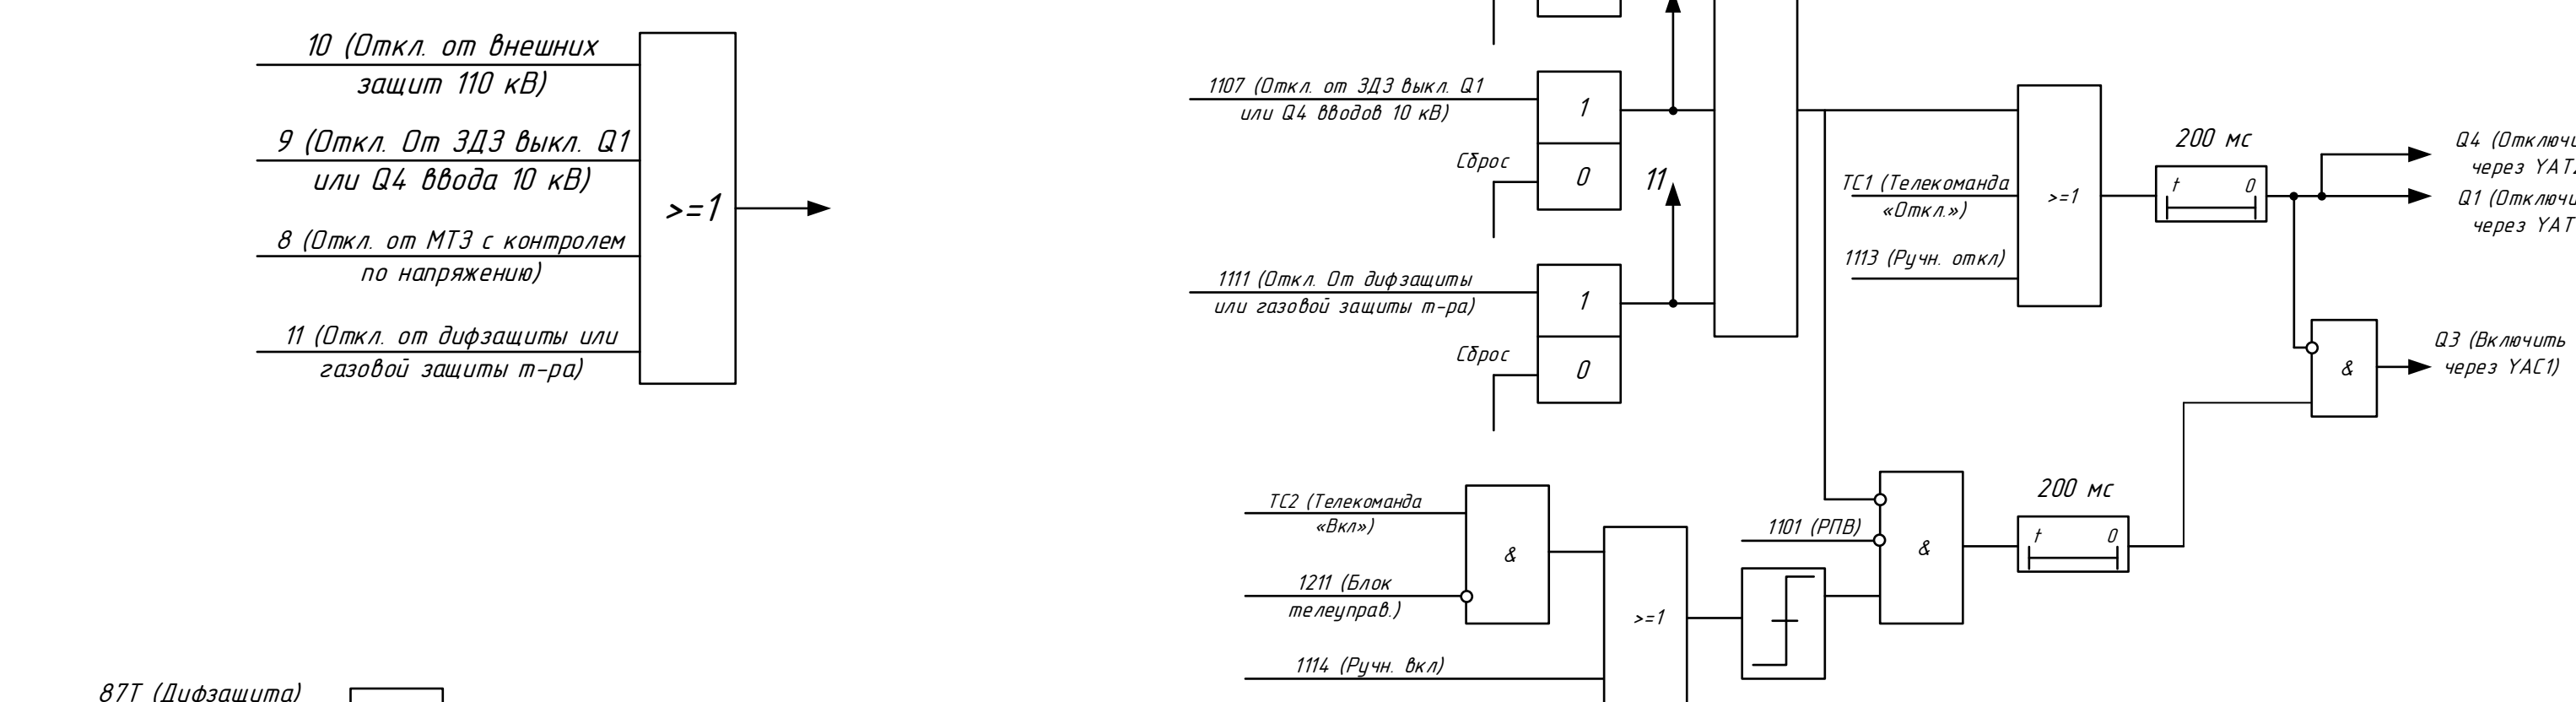 10 (Откл. от внешних
защит 110 кВ)
9 (Откл. От ЗДЗ выкл. Q1
или Q4 ввода 10 кВ)
8 (Откл. от МТЗ с контролем
по напряжению)
11 (Откл. от дифзащиты или
газовой защиты т-ра)
>=1
87Т (Дифзащита)
1107 (Откл. от ЗДЗ выкл. Q1
или Q4 вводов 10 кВ)
1
Сброс
0
11
1111 (Откл. От дифзащиты
или газовой защиты т-ра)
1
Сброс
0
ТС1 (Телекоманда
«Откл.»)
1113 (Ручн. откл)
>=1
200 мс
t 0
Q4 (
через
Q1 (
через
Q3 (Включить
через YAC1)
&
ТС2 (Телекоманда
«Вкл»)
1211 (Блок
телеуправ.)
&
1114 (Ручн. вкл)
>=1
1101 (РПВ)
&
200 мс
t 0